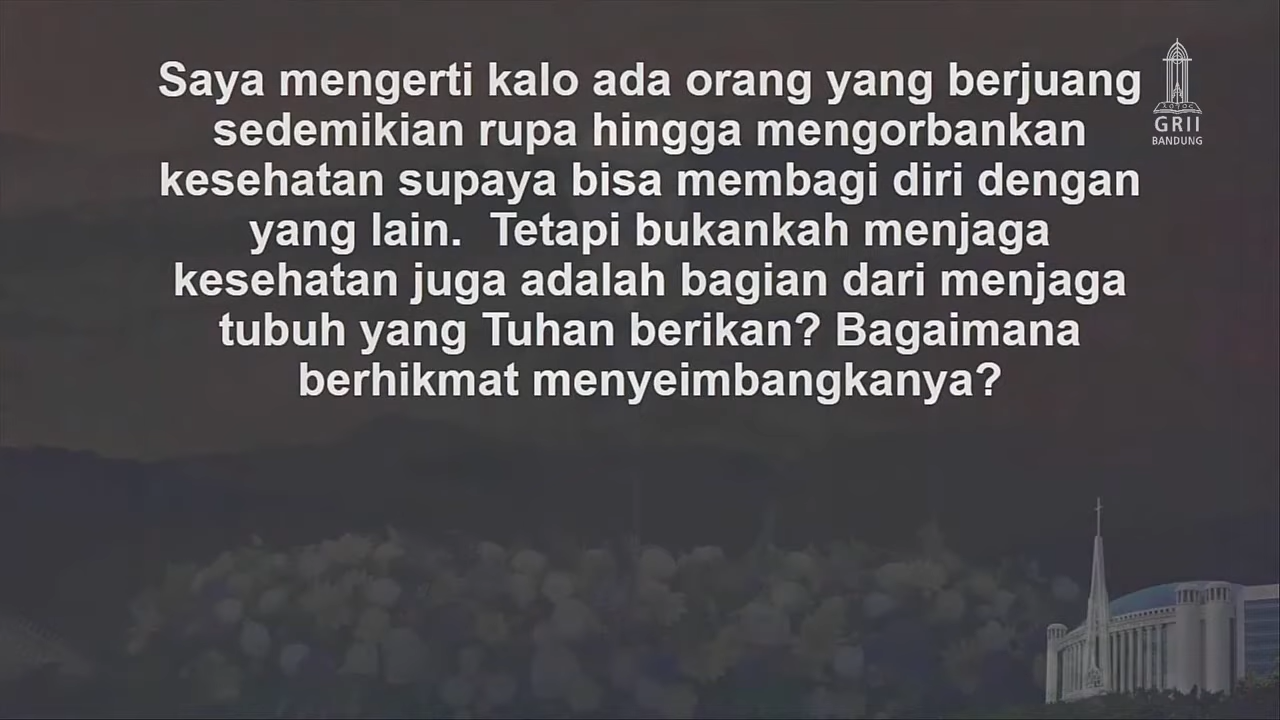 Saya mengerti kalo ada orang yang berjuang
sedemikian rupa hingga mengorbankan
kesehatan supaya bisa membagi diri dengan
yang lain.  Tetapi bukankah menjaga
kesehatan juga adalah bagian dari menjaga
tubuh yang Tuhan berikan? Bagaimana
berhikmat menyeimbangkanya?
GRII
BANDUNG